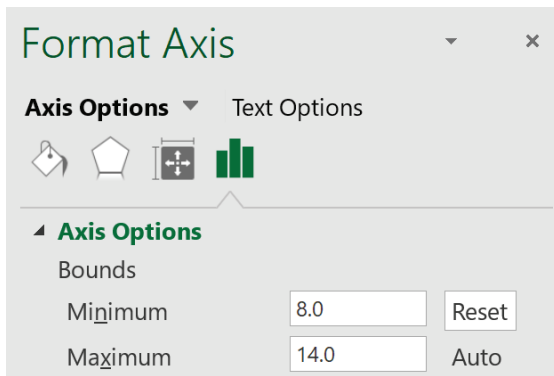 Format Axis
Axis Options Text Options
Axis Options
Bounds
Minimum 8.0 Reset
Maximum 14.0 Auto